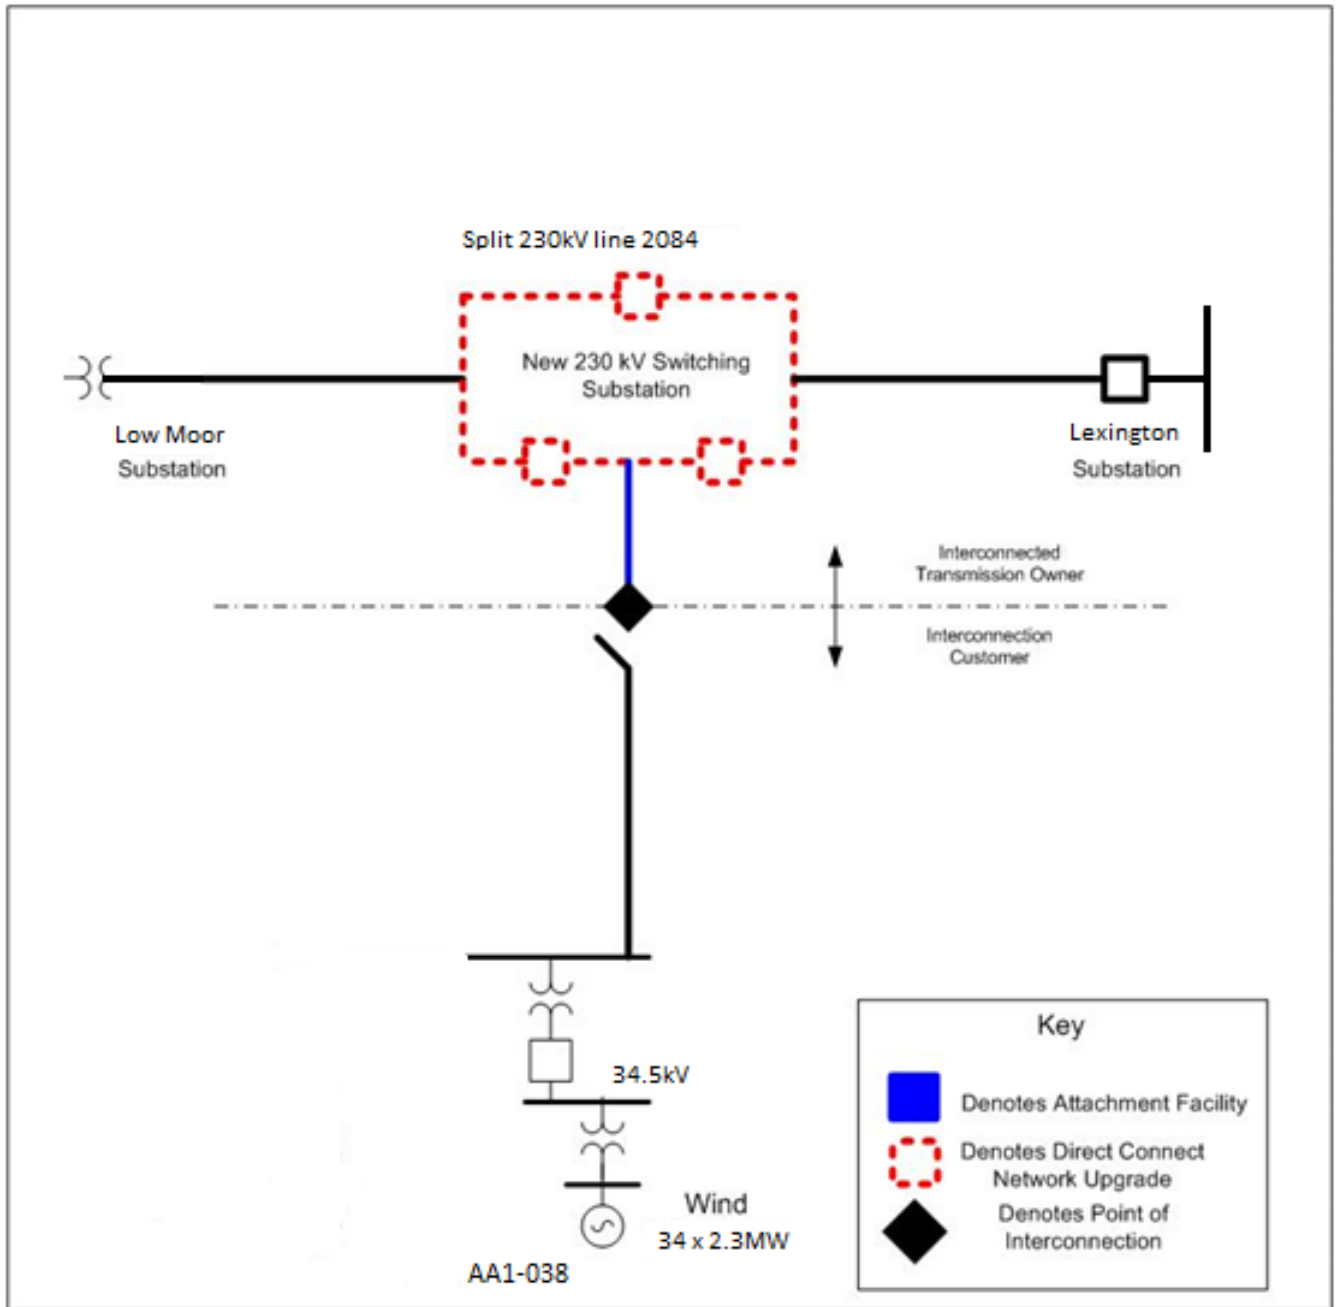 Split 230kV line 2084
New 230 kV Switching
Substation
Low Moor
Substation
Lexington
Substation
Interconnected
Transmission Owner
Interconnection
Customer
34.5kV
Wind
34 x 2.3MW
AA1-038
Key
Denotes Attachment Facility
Denotes Direct Connect
Network Upgrade
Denotes Point of
Interconnection